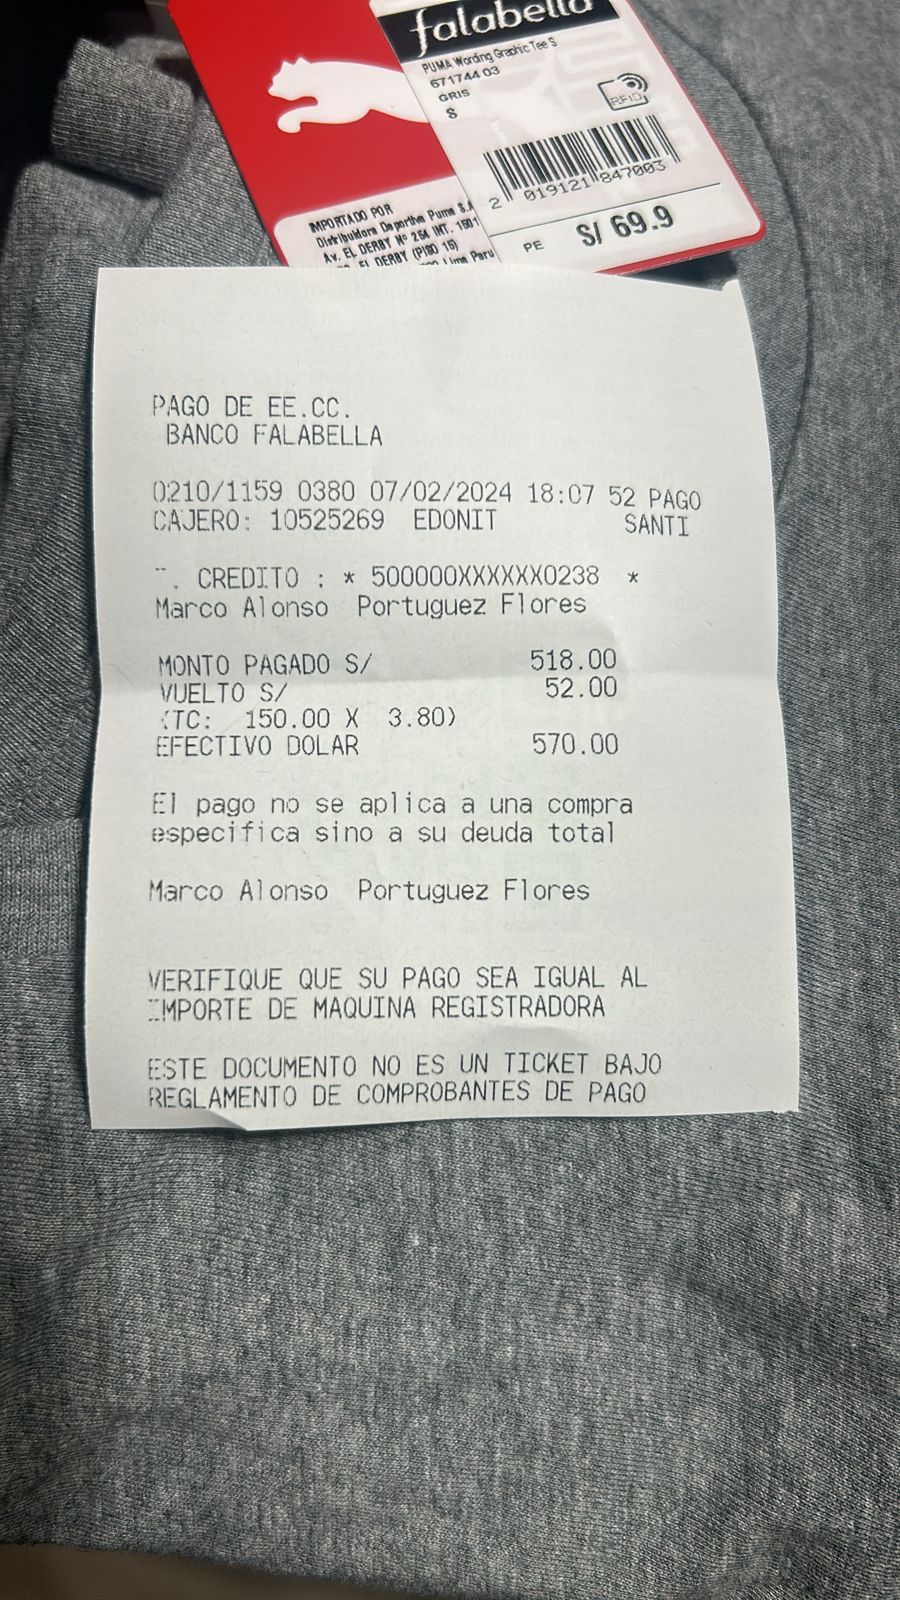 falabella
PUMA Wording Graphic Tee S
671744 03
GRIS
S
RFID
2 019121 847003
PE S/ 69.9
IMPORTADO POR
Distribuidora Deportiva Puma S.A
Av. EL DERBY Nº 254 INT. 1501
EL DERBY (PISO 15)
Lima Peru
PAGO DE EE.CC.
BANCO FALABELLA
0210/1159 0380 07/02/2024 18:07 52 PAGO
CAJERO: 10525269 EDONIT SANTI
T. CREDITO : * 500000XXXXXX0238 *
Marco Alonso Portuguez Flores
MONTO PAGADO S/ 518.00
VUELTO S/ 52.00
(TC: 150.00 X 3.80)
EFECTIVO DOLAR 570.00
El pago no se aplica a una compra
especifica sino a su deuda total
Marco Alonso Portuguez Flores
VERIFIQUE QUE SU PAGO SEA IGUAL AL
IMPORTE DE MAQUINA REGISTRADORA
ESTE DOCUMENTO NO ES UN TICKET BAJO
REGLAMENTO DE COMPROBANTES DE PAGO